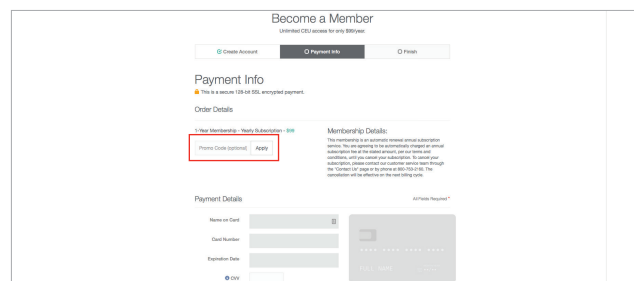 Become a Member
Unlimited CEU access for only $99/year.
Create Account
Payment Info
Finish
Payment Info
This is a secure 128-bit SSL encrypted payment.
Order Details
1-Year Membership - Yearly Subscription - $99
Promo Code (optional)
Apply
Membership Details:
This membership is an automatic renewal annual subscription
service. You are agreeing to be automatically charged an annual
subscription fee at the stated amount, per our terms and
conditions, until you cancel your subscription. To cancel your
subscription, please contact our customer service team through
the "Contact Us" page or by phone at
The
cancellation will be effective on the next billing cycle.
Payment Details
All Fields Required *
Name on Card
Card Number
Expiration Date
CVV
FULL NAME